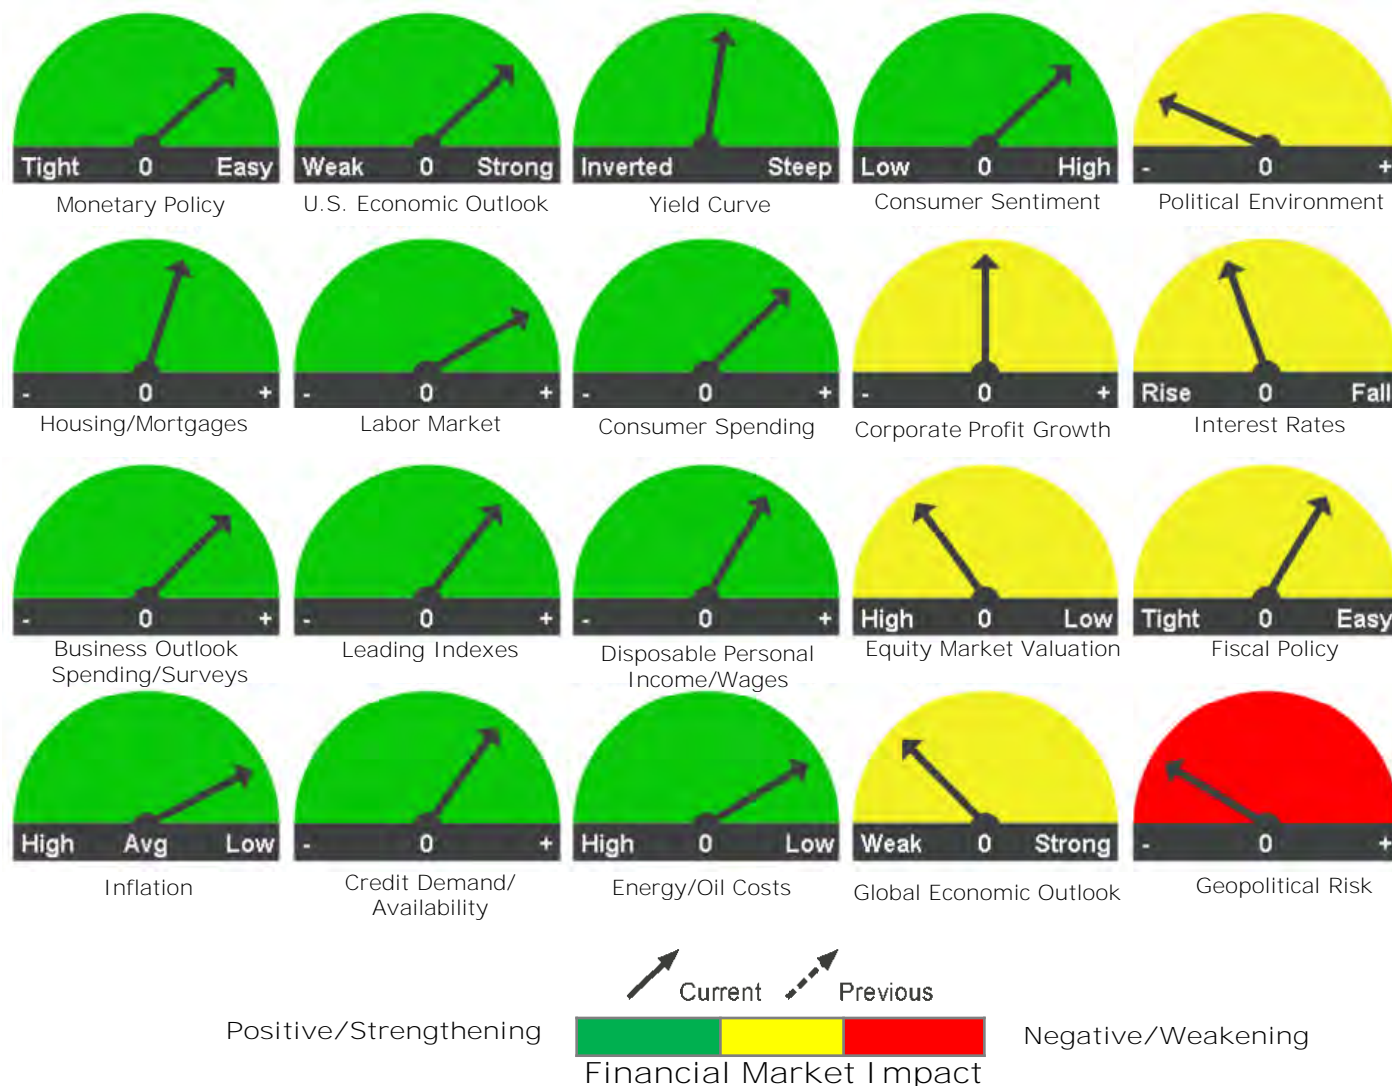 Tight 0 Easy
Monetary Policy
Weak 0 Strong
U.S. Economic Outlook
Inverted Steep
Yield Curve
Low 0 High
Consumer Sentiment
- 0 +
Political Environment
- 0 +
Housing/Mortgages
- 0 +
Labor Market
- 0 +
Consumer Spending
- 0 +
Corporate Profit Growth
Rise 0 Fall
Interest Rates
- 0 +
Business Outlook
Spending/Surveys
- 0 +
Leading Indexes
- 0 +
Disposable Personal
Income/Wages
High 0 Low
Equity Market Valuation
Tight 0 Easy
Fiscal Policy
High Avg Low
Inflation
- 0 +
Credit Demand/
Availability
High 0 Low
Energy/Oil Costs
Weak 0 Strong
Global Economic Outlook
- 0 +
Geopolitical Risk
Current Previous
Positive/Strengthening Negative/Weakening
Financial Market Impact